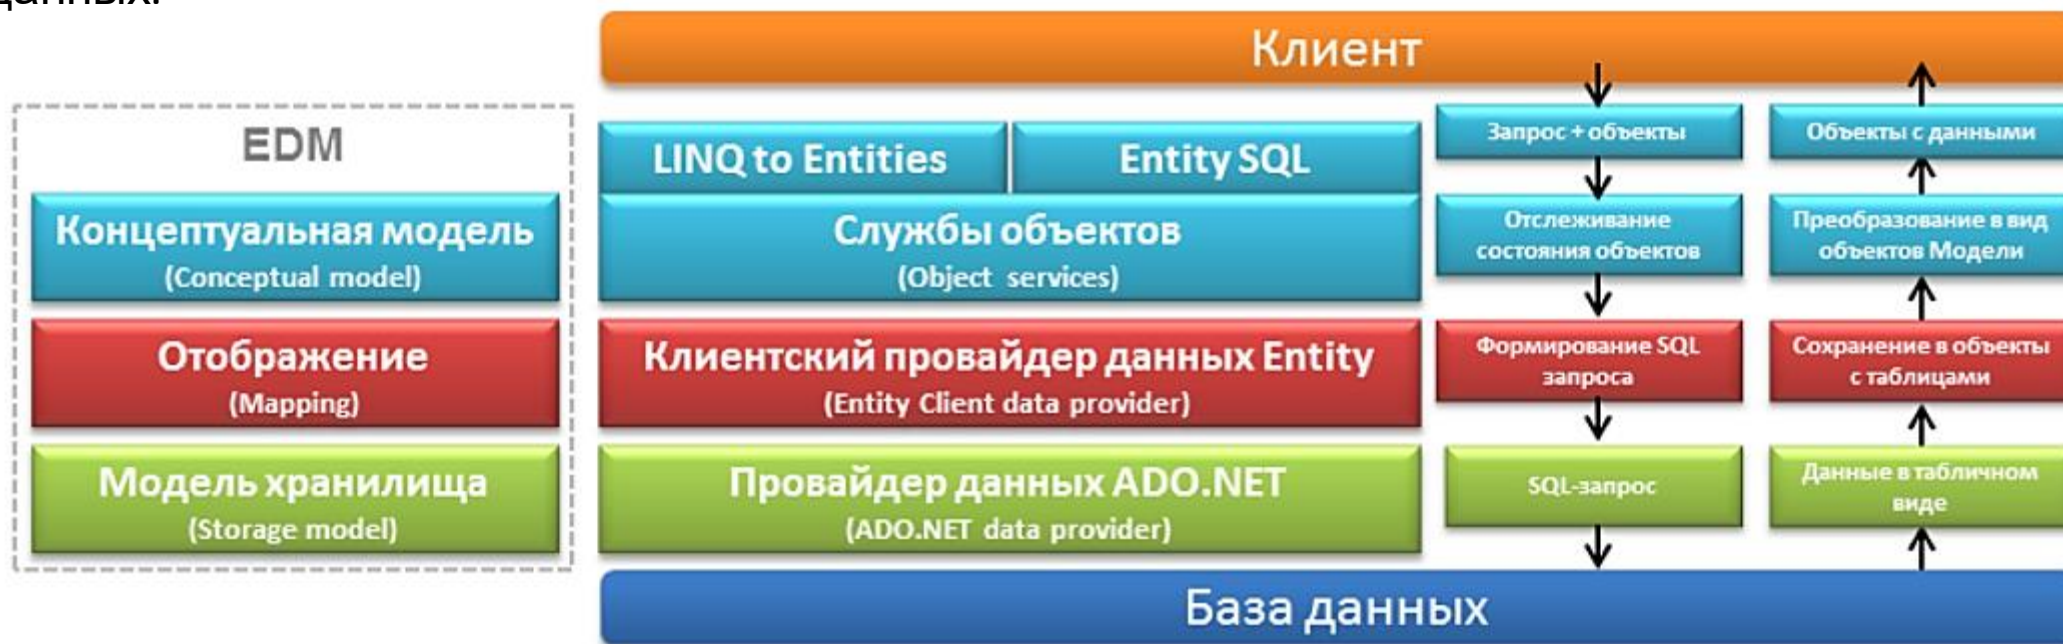 данных.
Клиент
EDM
Концептуальная модель
(Conceptual model)
Отображение
(Mapping)
Модель хранилища
(Storage model)
LINQ to Entities
Entity SQL
Службы объектов
(Object services)
Клиентский провайдер данных Entity
(Entity Client data provider)
Провайдер данных ADO.NET
(ADO.NET data provider)
Запрос + объекты
Отслеживание
состояния объектов
Формирование SQL
запроса
SQL-запрос
Объекты с данными
Преобразование в вид
объектов Модели
Сохранение в объекты
с таблицами
Данные в табличном
виде
База данных